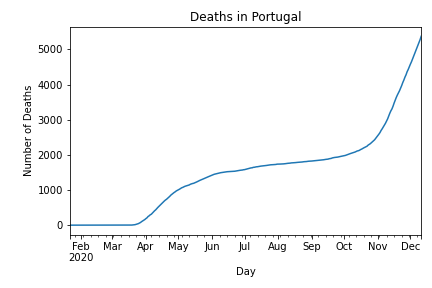 Deaths in Portugal
Number of Deaths
5000
4000
3000
2000
1000
0
Feb Mar Apr May Jun Jul Aug Sep Oct Nov Dec
2020
Day